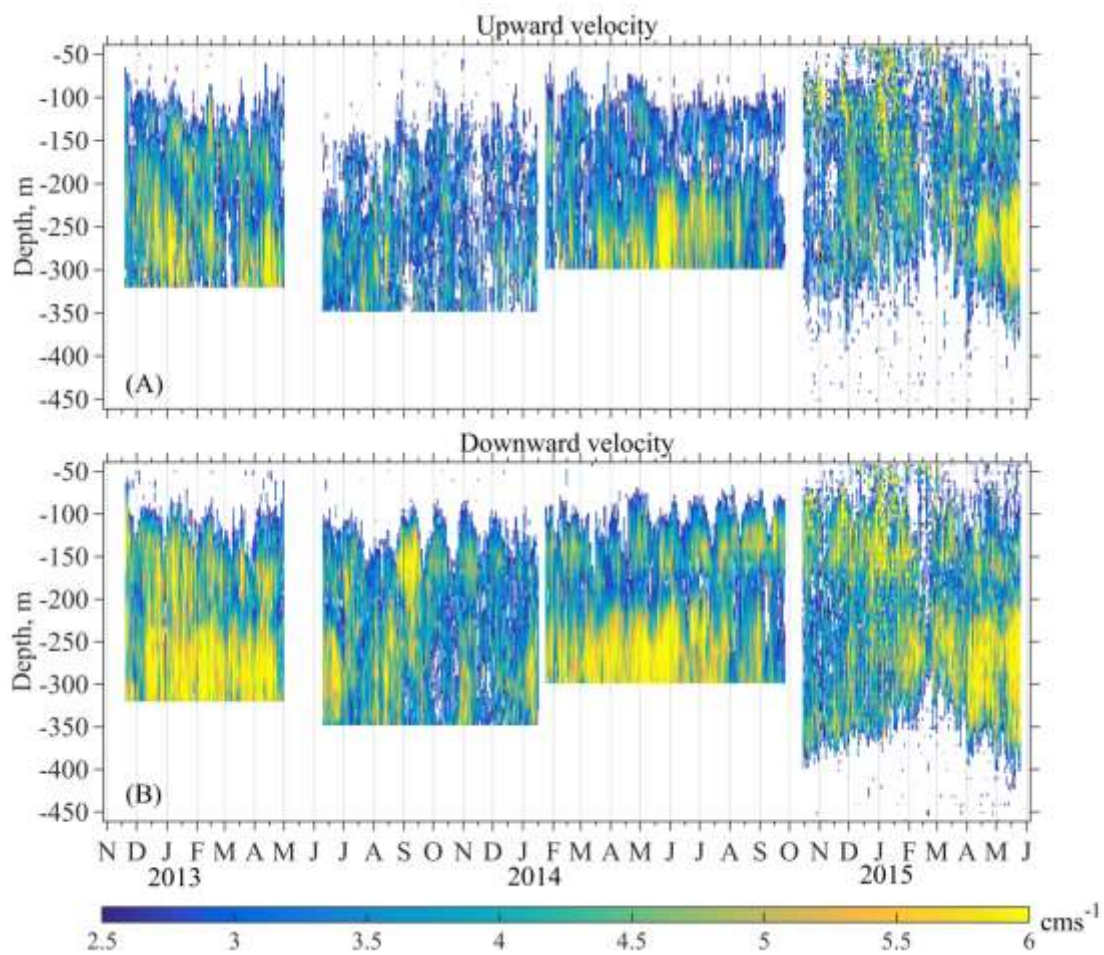 Upward velocity
-50
-100
-150
-200
-250
-300
-350
-400
-450
Depth, m
(A)
Downward velocity
-50
-100
-150
-200
-250
-300
-350
-400
-450
Depth, m
(B)
N D J F M A M J J A S O N D J F M A M J J A S O N D J F M A M J
2013 2014 2015
2.5 3 3.5 4 4.5 5 5.5 6 cms⁻¹